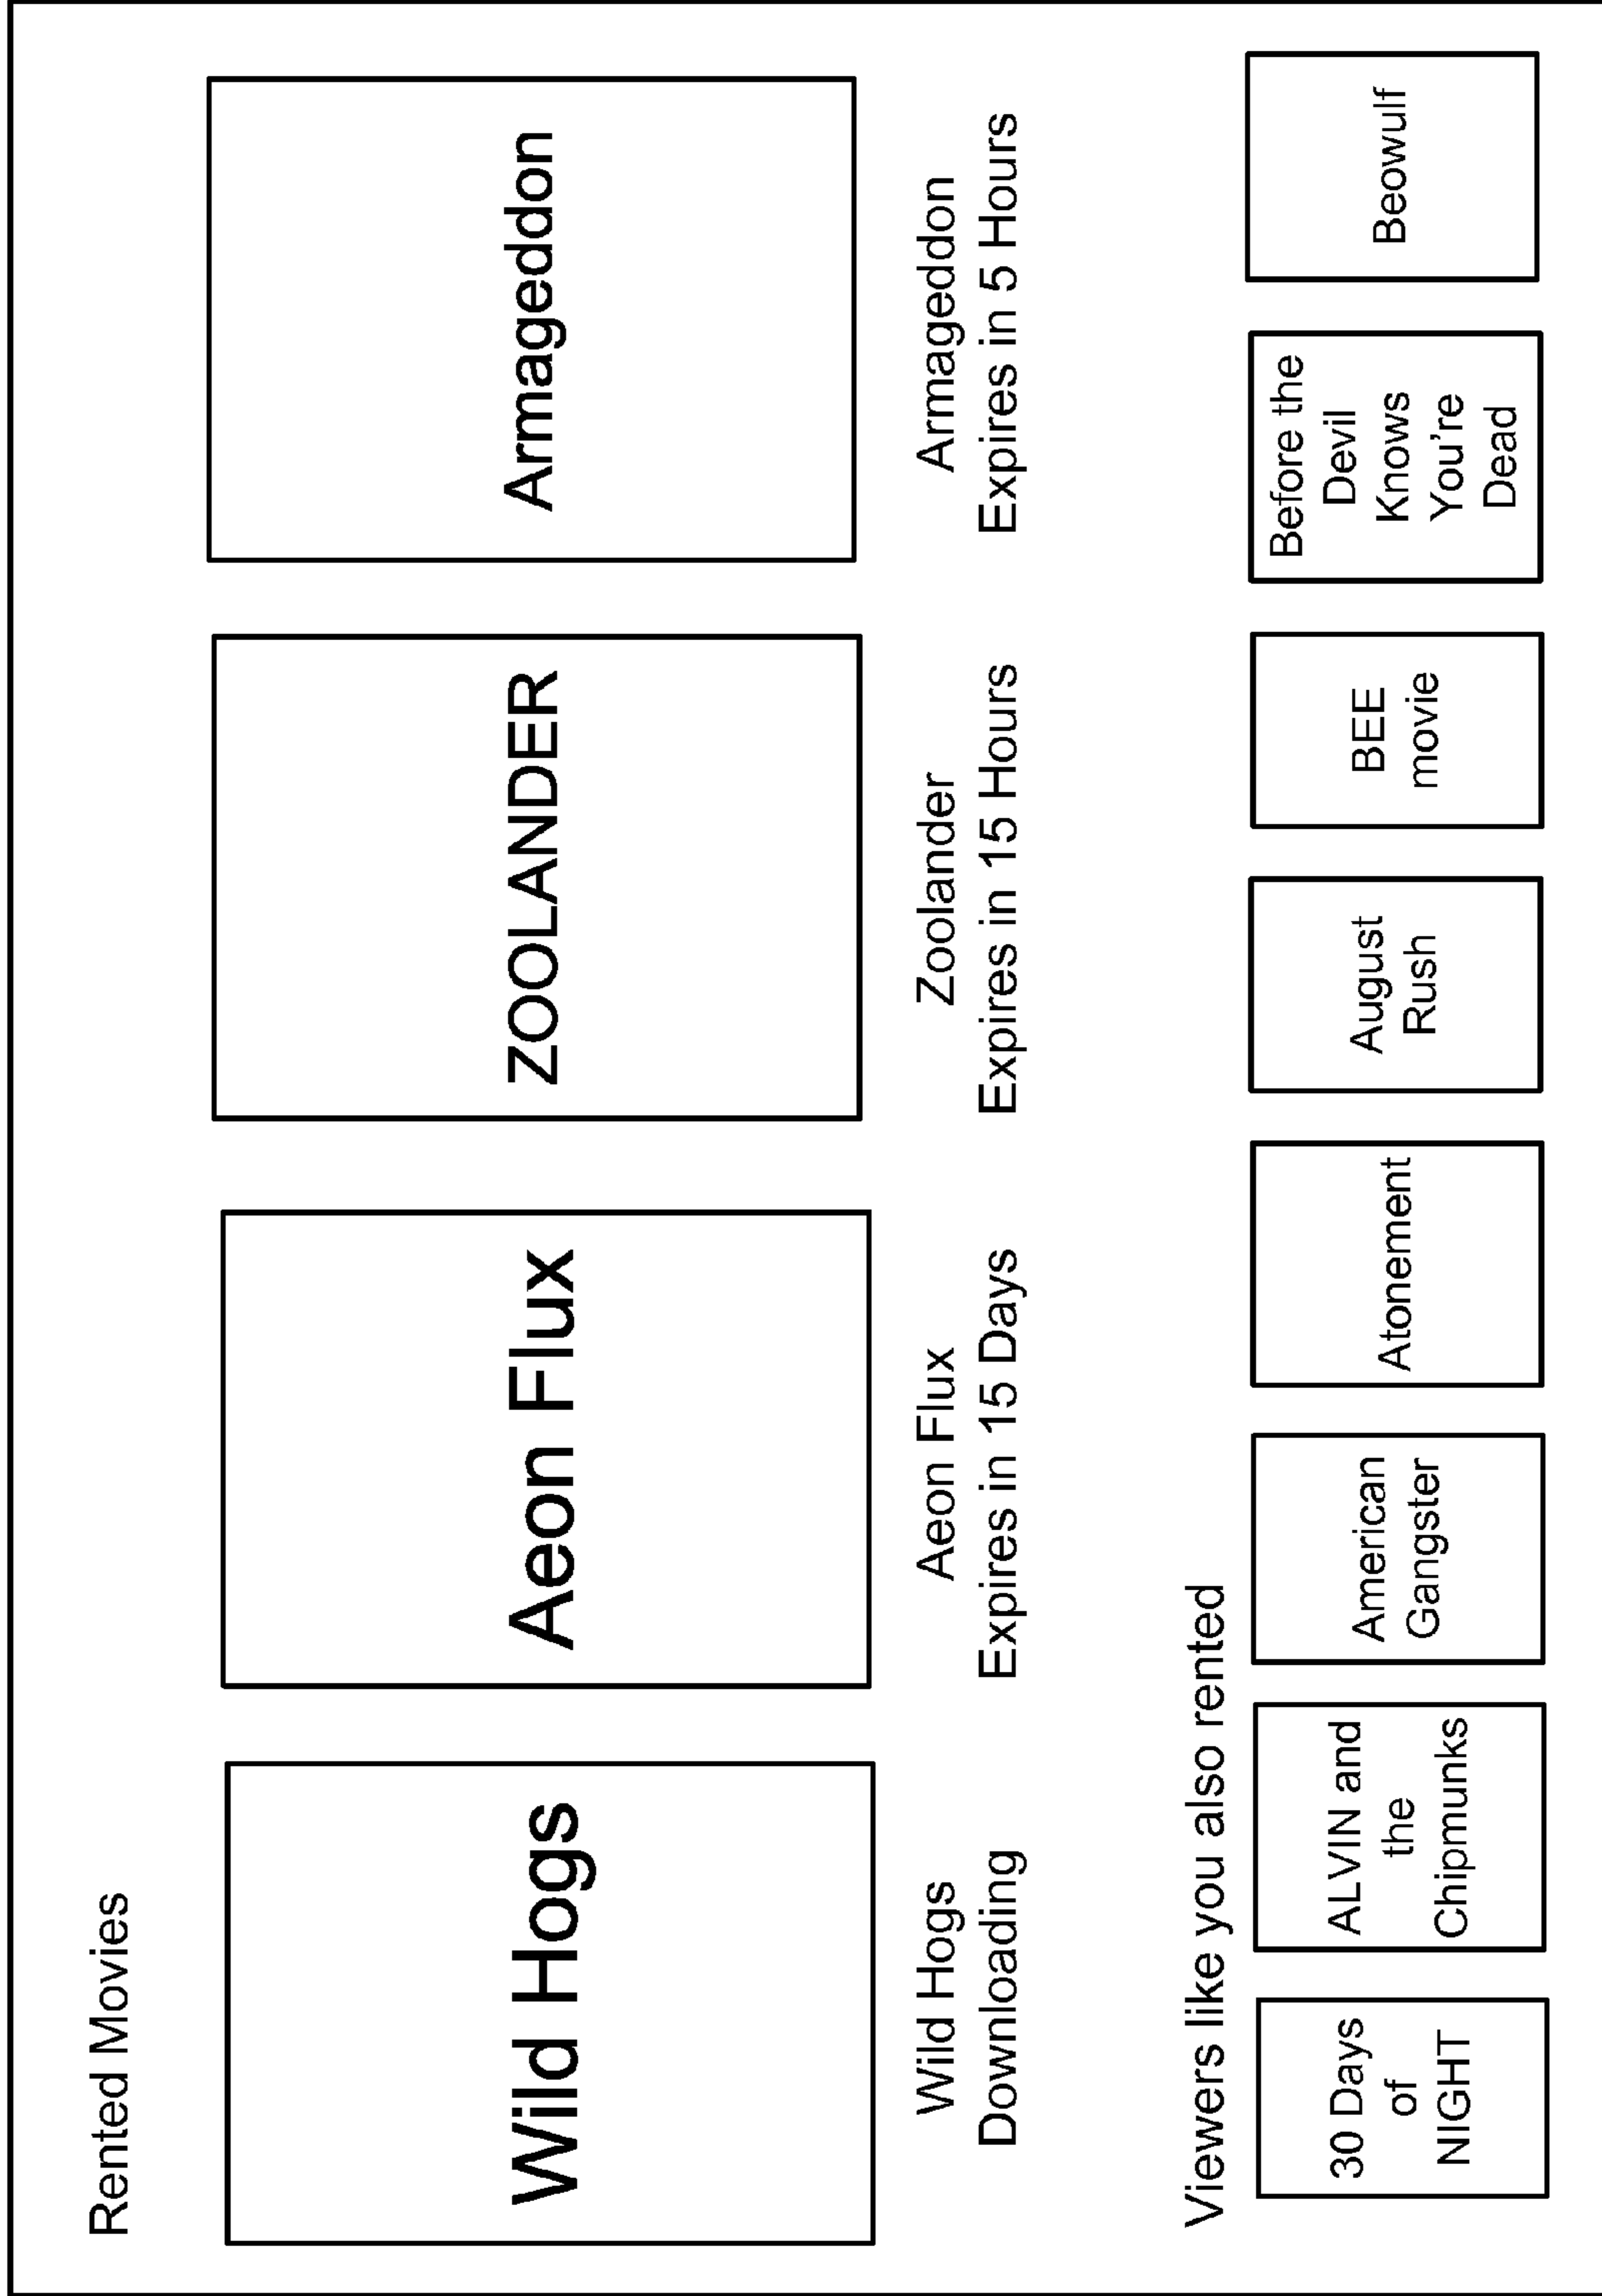 Rented Movies
Wild Hogs
Aeon Flux
ZOOLANDER
Armageddon
Wild Hogs
Downloading
Aeon Flux
Expires in 15 Days
Zoolander
Expires in 15 Hours
Armageddon
Expires in 5 Hours
Viewers like you also rented
30 Days
of
NIGHT
ALVIN and
the
Chipmunks
American
Gangster
Atonement
August
Rush
BEE
movie
Before the
Devil
Knows
You're
Dead
Beowulf